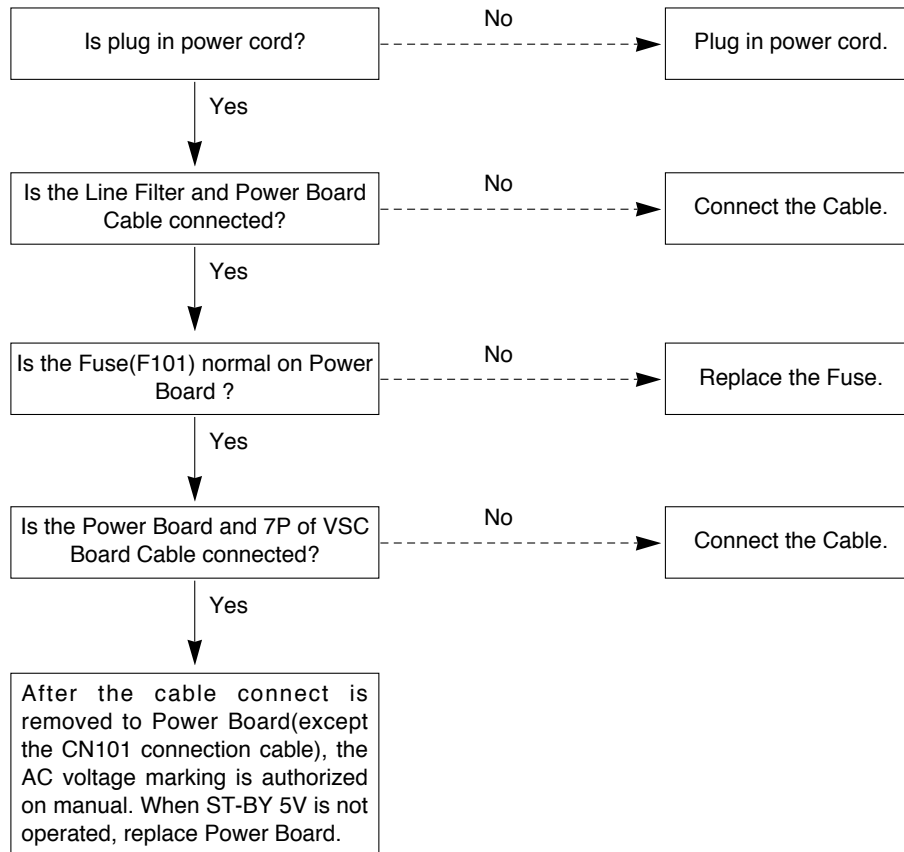 Is plug in power cord?
No
Plug in power cord.
Yes
Is the Line Filter and Power Board
Cable connected?
No
Connect the Cable.
Yes
Is the Fuse(F101) normal on Power
Board ?
No
Replace the Fuse.
Yes
Is the Power Board and 7P of VSC
Board Cable connected?
No
Connect the Cable.
Yes
After the cable connect is
removed to Power Board(except
the CN101 connection cable), the
AC voltage marking is authorized
on manual. When ST-BY 5V is not
operated, replace Power Board.